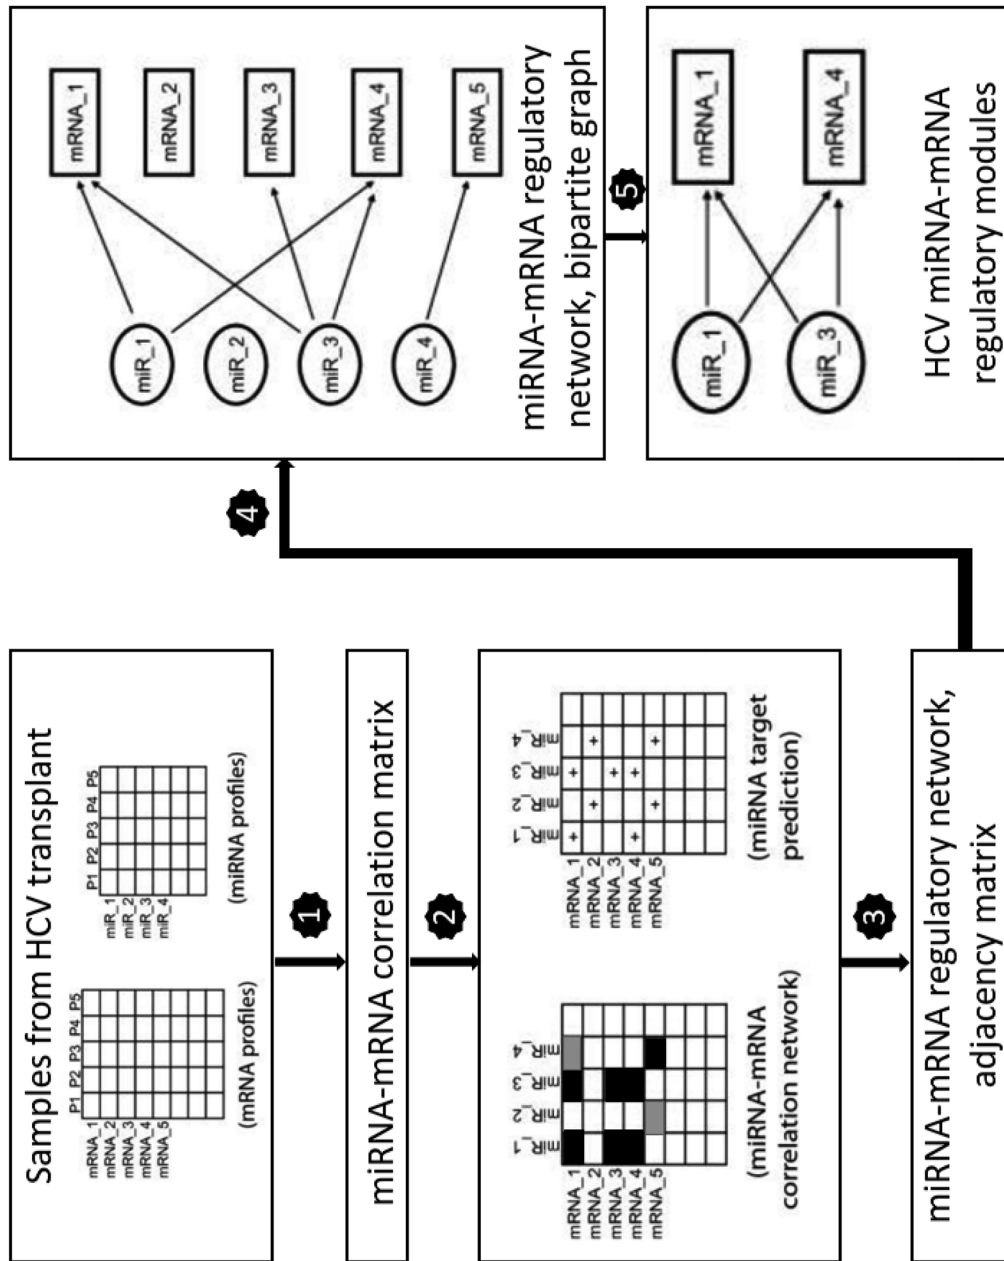 Samples from HCV transplant
P1 P2 P3 P4 P5
mRNA_1
mRNA_2
mRNA_3
mRNA_4
mRNA_5
(mRNA profiles)
P1 P2 P3 P4 P5
miR_1
miR_2
miR_3
miR_4
(miRNA profiles)
1
miRNA-mRNA correlation matrix
2
miR_1 miR_2 miR_3 miR_4
mRNA_1
mRNA_2
mRNA_3
mRNA_4
mRNA_5
(miRNA-mRNA
correlation network)
miR_1 miR_2 miR_3 miR_4
mRNA_1 + +
mRNA_2 + +
mRNA_3 +
mRNA_4 + +
mRNA_5 + +
(miRNA target
prediction)
3
miRNA-mRNA regulatory network,
adjacency matrix
4
miR_1 mRNA_1
mRNA_2
miR_2
miR_3 mRNA_3
mRNA_4
miR_4
mRNA_5
miRNA-mRNA regulatory
network, bipartite graph
5
miR_1 mRNA_1
miR_3 mRNA_4
HCV miRNA-mRNA
regulatory modules